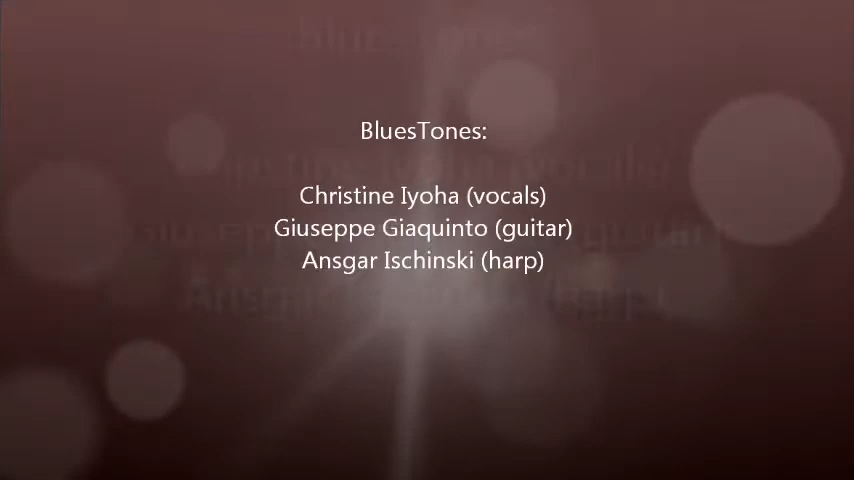 BluesTones:
Christine Iyoha (vocals)
Giuseppe Giaquinto (guitar)
Ansgar Ischinski (harp)